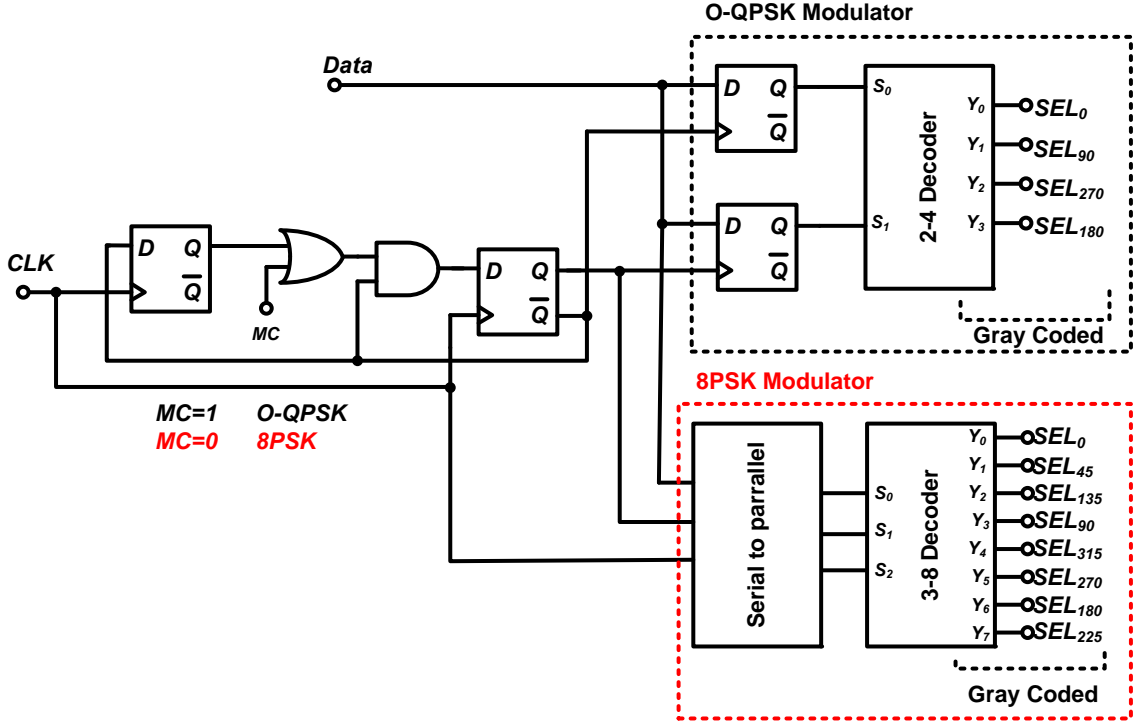 O-QPSK Modulator
Data
D Q
Q
S0
Y0 SEL0
Y1 SEL90
Y2 SEL270
Y3 SEL180
2-4 Decoder
D Q
Q
S1
Gray Coded
CLK
D Q
Q
MC
D Q
Q
MC=1 O-QPSK
MC=0 8PSK
8PSK Modulator
Serial to parrallel
S0
S1
S2
3-8 Decoder
Y0 SEL0
Y1 SEL45
Y2 SEL135
Y3 SEL90
Y4 SEL315
Y5 SEL270
Y6 SEL180
Y7 SEL225
Gray Coded